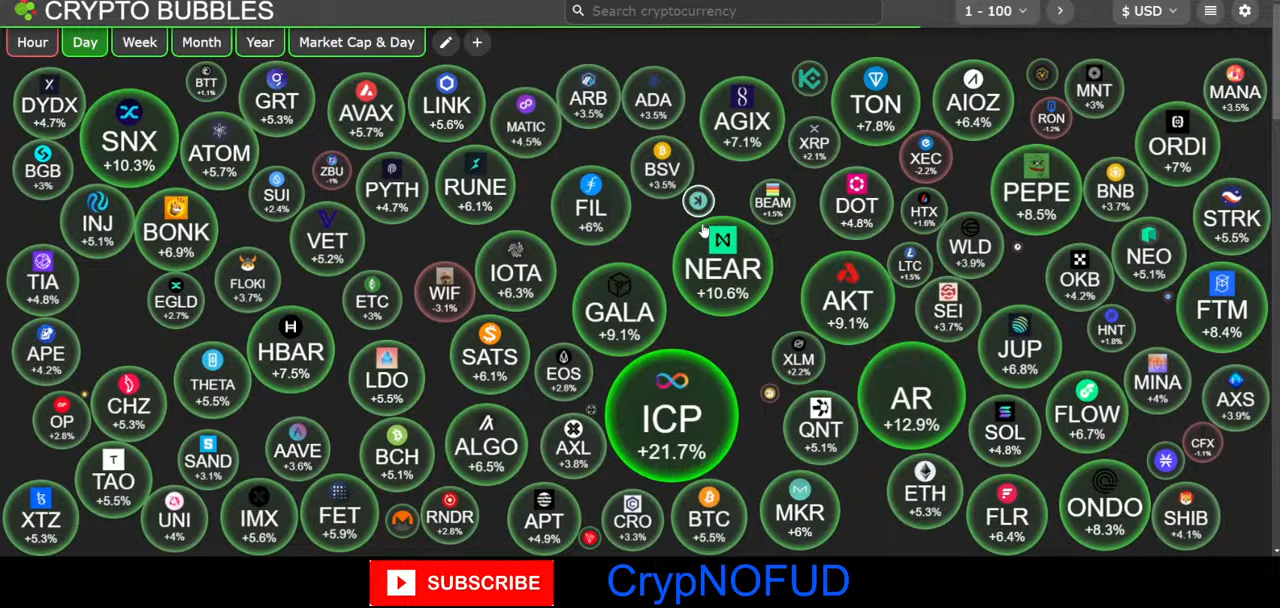 CRYPTO BUBBLES
Search cryptocurrency
1 - 100
$ USD
Hour
Day
Week
Month
Year
Market Cap & Day
DYDX
+4.7%
SNX
+10.3%
BTT
+1.1%
GRT
+5.3%
AVAX
+5.7%
LINK
+5.6%
MATIC
+4.5%
ARB
+3.5%
ADA
+3.5%
AGIX
+7.1%
TON
+7.8%
AIOZ
+6.4%
MNT
+3%
MANA
+3.5%
RON
-1.2%
XRP
+2.1%
XEC
-2.2%
ORDI
+7%
BGB
+3%
ATOM
+5.7%
ZBU
-1%
SUI
+2.4%
PYTH
+4.7%
RUNE
+6.1%
BSV
+3.5%
FIL
+6%
BEAM
+1.5%
DOT
+4.8%
HTX
+1.6%
PEPE
+8.5%
BNB
+3.7%
STRK
+5.5%
INJ
+5.1%
BONK
+6.9%
VET
+5.2%
NEAR
+10.6%
WLD
+3.9%
LTC
+1.5%
NEO
+5.1%
OKB
+4.2%
TIA
+4.8%
FLOKI
+3.7%
EGLD
+2.7%
ETC
+3%
WIF
-3.1%
IOTA
+6.3%
GALA
+9.1%
AKT
+9.1%
SEI
+3.7%
FTM
+8.4%
HNT
+1.8%
APE
+4.2%
HBAR
+7.5%
SATS
+6.1%
XLM
+2.2%
JUP
+6.8%
THETA
+5.5%
LDO
+5.5%
EOS
+2.8%
MINA
+4%
AXS
+3.9%
OP
+2.8%
CHZ
+5.3%
ICP
+21.7%
AR
+12.9%
QNT
+5.1%
SOL
+4.8%
FLOW
+6.7%
CFX
-1.1%
SAND
+3.1%
AAVE
+3.6%
BCH
+5.1%
ALGO
+6.5%
AXL
+3.8%
TAO
+5.5%
ETH
+5.3%
XTZ
+5.3%
UNI
+4%
IMX
+5.6%
FET
+5.9%
RNDR
+2.8%
APT
+4.9%
CRO
+3.3%
BTC
+5.5%
MKR
+6%
FLR
+6.4%
ONDO
+8.3%
SHIB
+4.1%
SUBSCRIBE
CrypNOFUD